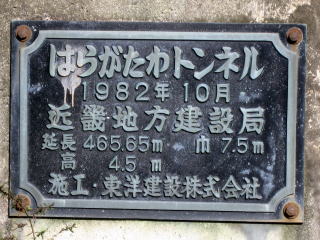 はらがたわトンネル
1982年10月
近畿地方建設局
延長 465.65m 巾 7.5m
高 4.5 m
施工・東洋建設株式会社